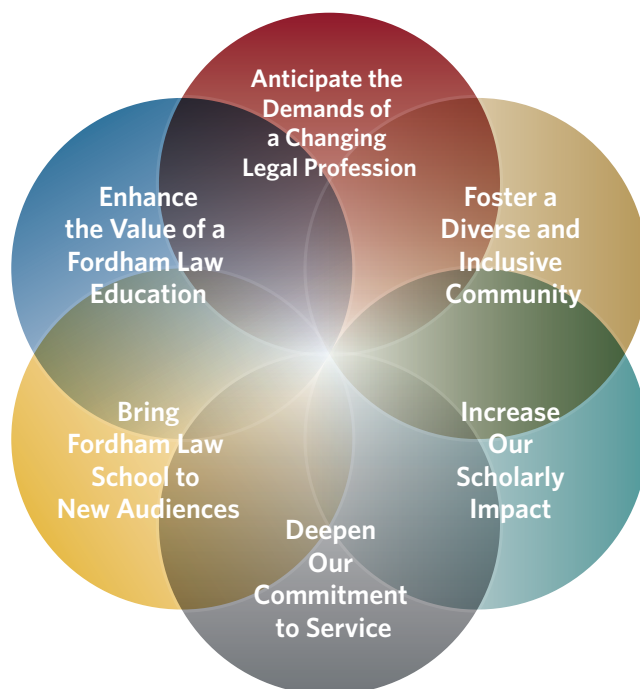 Anticipate the
Demands of
a Changing
Legal Profession
Enhance
the Value of a
Fordham Law
Education
Foster a
Diverse and
Inclusive
Community
Bring
Fordham Law
School to
New Audiences
Increase
Our
Scholarly
Impact
Deepen
Our
Commitment
to Service